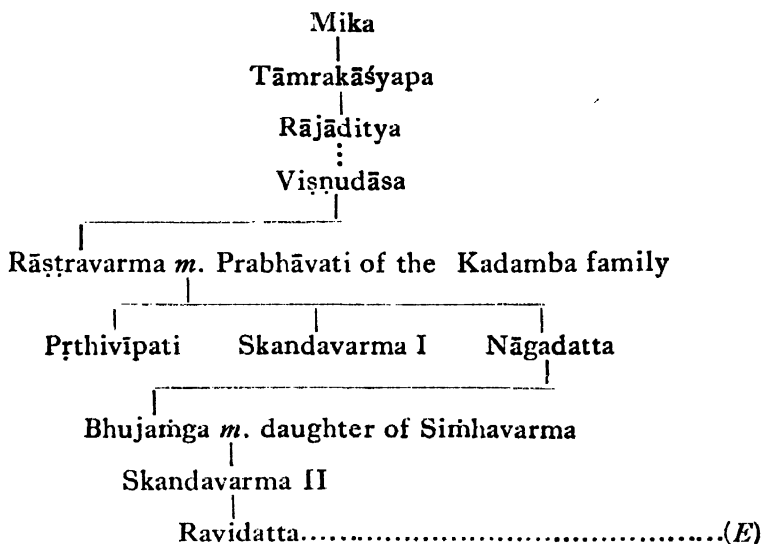 Mika
Tāmrakāśyapa
Rājāditya
Viṣṇudāsa
Rāṣṭravarma m. Prabhāvati of the Kadamba family
Pṛthivīpati Skandavarma I Nāgadatta
Bhujaṁga m. daughter of Siṁhavarma
Skandavarma II
Ravidatta............................................(E)